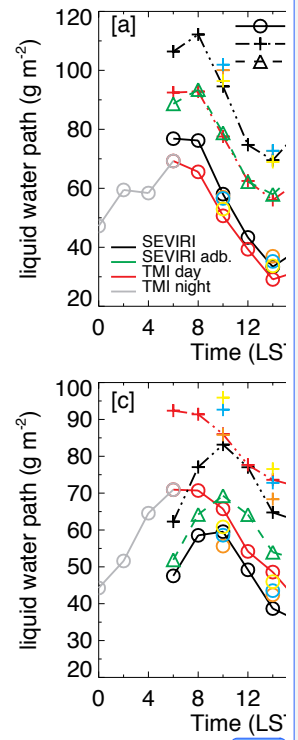 [a]
120
100
80
60
40
20
liquid water path (g m⁻²)
SEVIRI
SEVIRI adb.
TMI day
TMI night
0 4 8 12
Time (LST
[c]
100
90
80
70
60
50
40
30
20
liquid water path (g m⁻²)
0 4 8 12
Time (LST